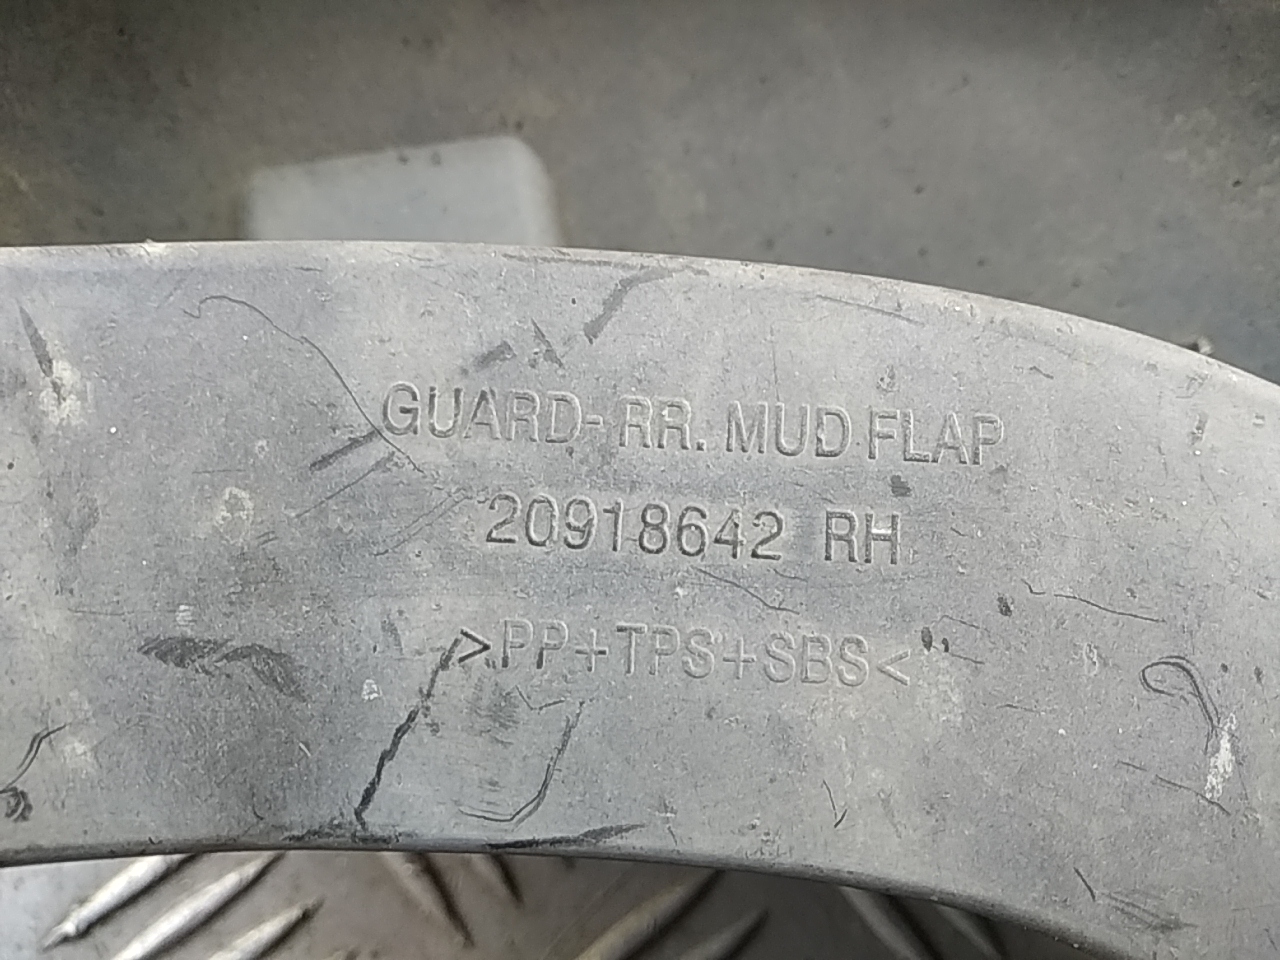 GUARD-RR. MUD FLAP
20918642 RH
>PP+TPS+SBS<